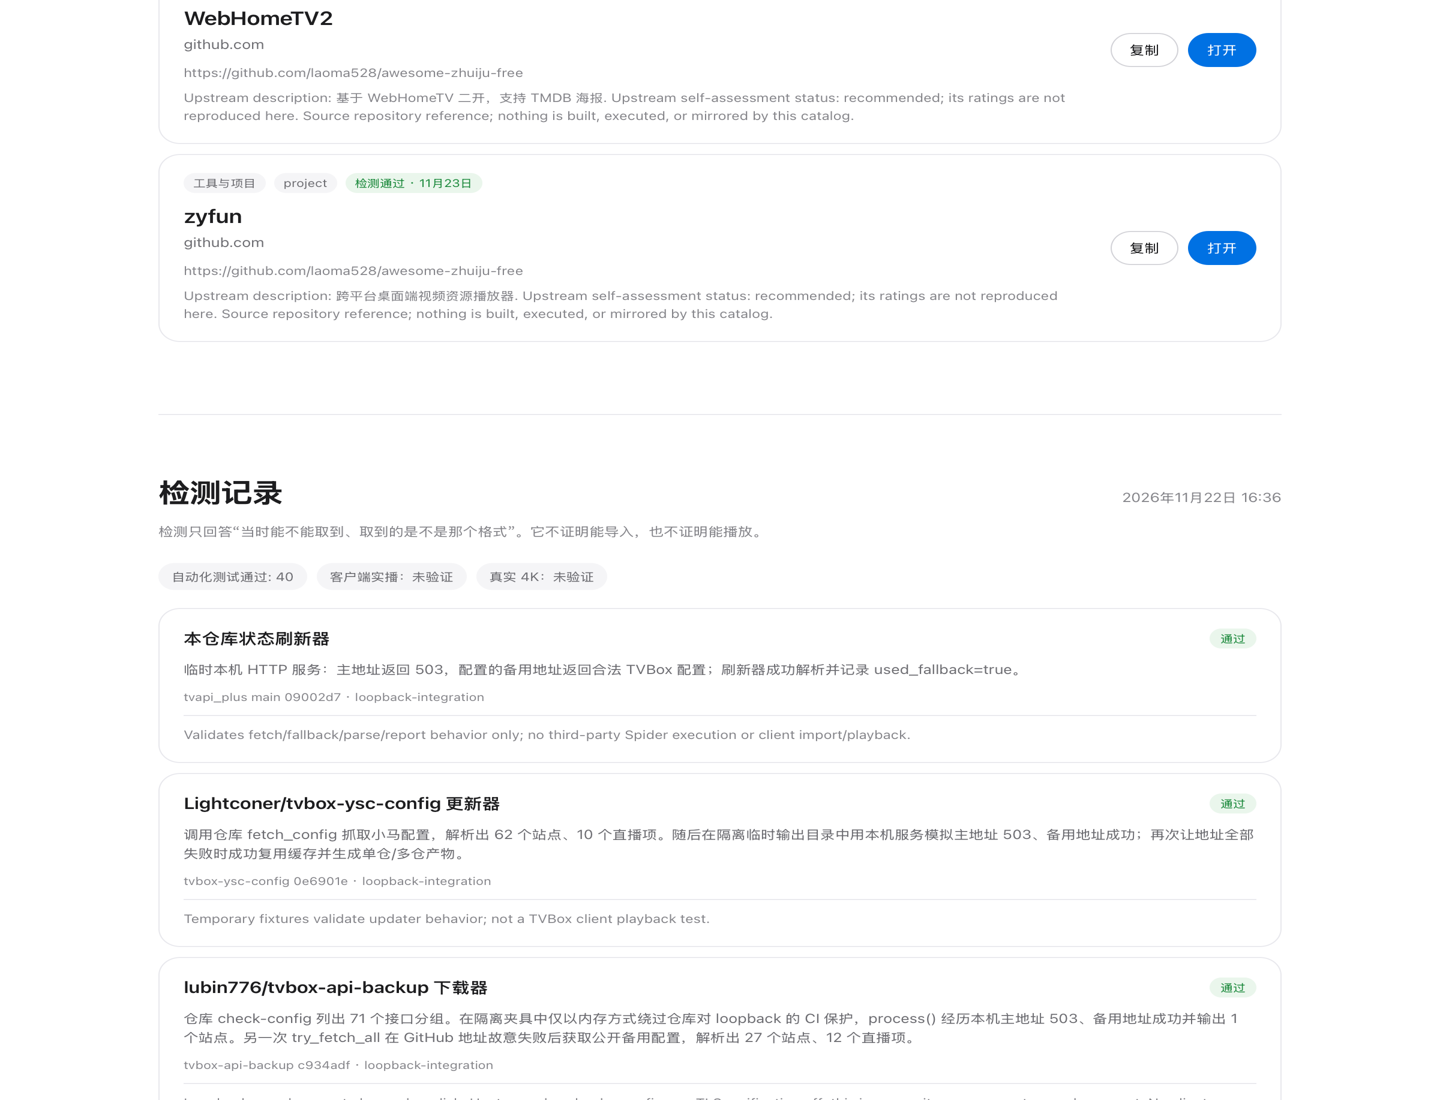 WebHomeTV2
github.com
复制
打开
https://github.com/laoma528/awesome-zhuiju-free
Upstream description: 基于 WebHomeTV 二开，支持 TMDB 海报. Upstream self-assessment status: recommended; its ratings are not
reproduced here. Source repository reference; nothing is built, executed, or mirrored by this catalog.
工具与项目
project
检测通过 · 11月23日
zyfun
github.com
复制
打开
https://github.com/laoma528/awesome-zhuiju-free
Upstream description: 跨平台桌面端视频资源播放器. Upstream self-assessment status: recommended; its ratings are not reproduced
here. Source repository reference; nothing is built, executed, or mirrored by this catalog.
检测记录
2026年11月22日 16:36
检测只回答“当时能不能取到、取到的是不是那个格式”。它不证明能导入，也不证明能播放。
自动化测试通过: 40
客户端实播：未验证
真实 4K：未验证
本仓库状态刷新器
通过
临时本机 HTTP 服务：主地址返回 503，配置的备用地址返回合法 TVBox 配置；刷新器成功解析并记录 used_fallback=true。
tvapi_plus main 09002d7 · loopback-integration
Validates fetch/fallback/parse/report behavior only; no third-party Spider execution or client import/playback.
Lightconer/tvbox-ysc-config 更新器
通过
调用仓库 fetch_config 抓取小马配置，解析出 62 个站点、10 个直播项。随后在隔离临时输出目录中用本机服务模拟主地址 503、备用地址成功；再次让地址全部
失败时成功复用缓存并生成单仓/多仓产物。
tvbox-ysc-config 0e6901e · loopback-integration
Temporary fixtures validate updater behavior; not a TVBox client playback test.
lubin776/tvbox-api-backup 下载器
通过
仓库 check-config 列出 71 个接口分组。在隔离夹具中仅以内存方式绕过仓库对 loopback 的 CI 保护，process() 经历本机主地址 503、备用地址成功并输出 1
个站点。另一次 try_fetch_all 在 GitHub 地址故意失败后获取公开备用配置，解析出 27 个站点、12 个直播项。
tvbox-api-backup c934adf · loopback-integration